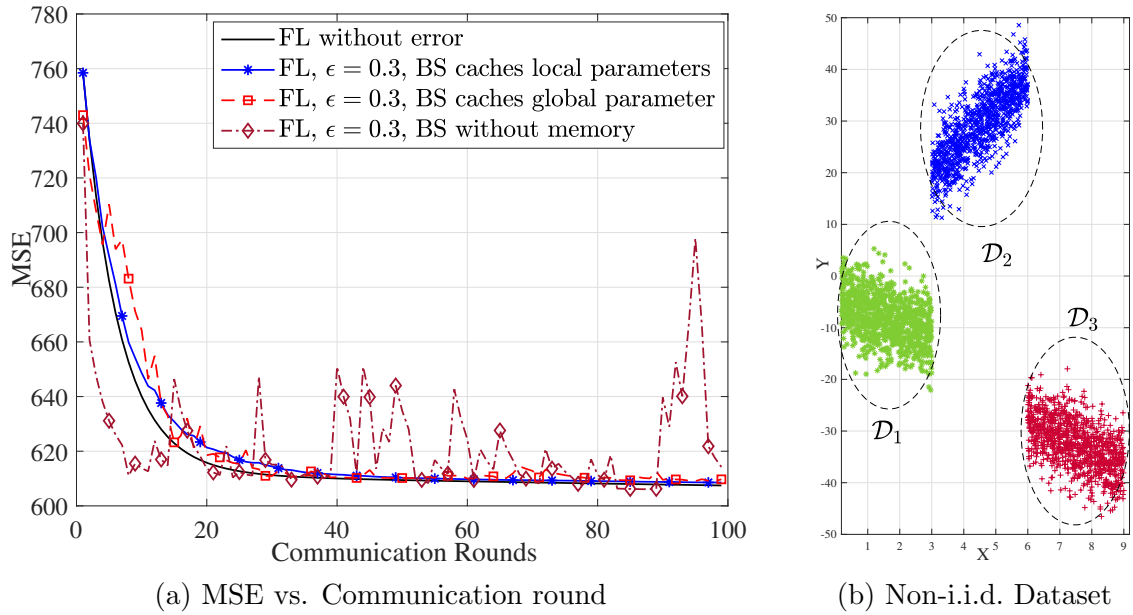 FL without error
FL, ϵ = 0.3, BS caches local parameters
FL, ϵ = 0.3, BS caches global parameter
FL, ϵ = 0.3, BS without memory
780
760
740
720
700
680
660
640
620
600
MSE
0 20 40 60 80 100
Communication Rounds
(a) MSE vs. Communication round
50
40
30
20
10
0
-10
-20
-30
-40
-50
Y
𝒟₂
𝒟₃
𝒟₁
1 2 3 4 5 6 7 8 9
X
(b) Non-i.i.d. Dataset